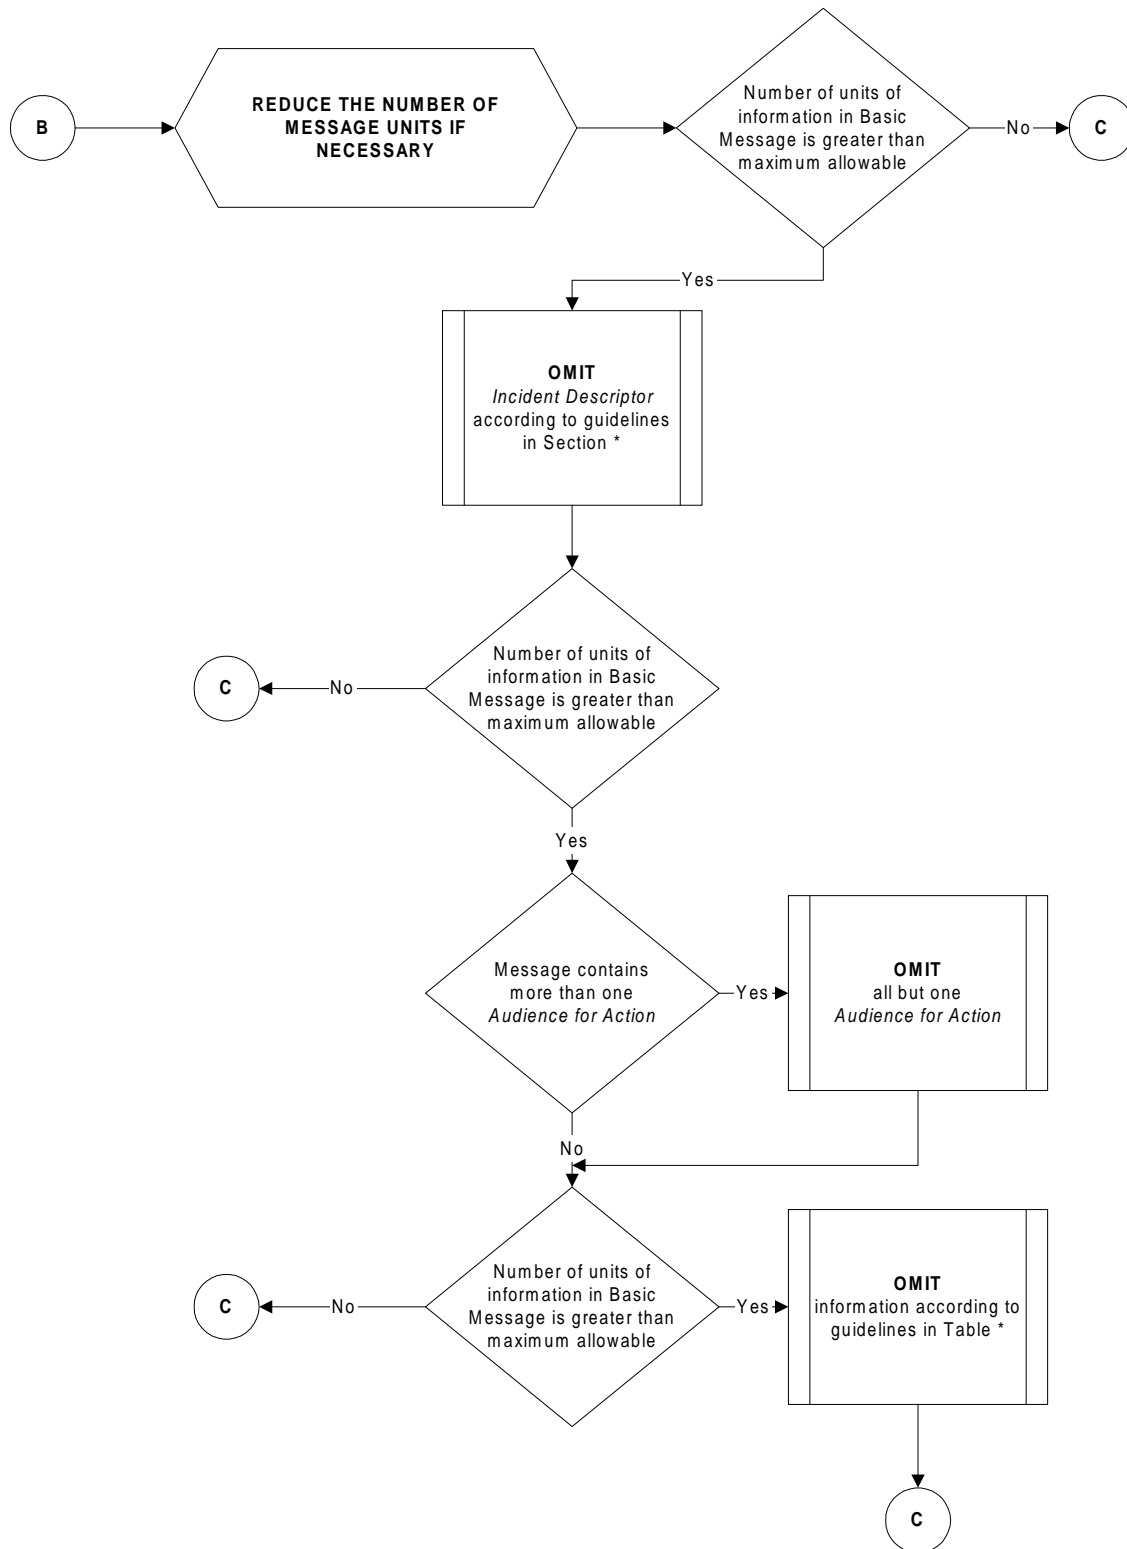 B
REDUCE THE NUMBER OF
MESSAGE UNITS IF
NECESSARY
Number of units of
information in Basic
Message is greater than
maximum allowable
No
C
Yes
OMIT
Incident Descriptor
according to guidelines
in Section *
Number of units of
information in Basic
Message is greater than
maximum allowable
No
C
Yes
Message contains
more than one
Audience for Action
Yes
OMIT
all but one
Audience for Action
No
Number of units of
information in Basic
Message is greater than
maximum allowable
No
C
Yes
OMIT
information according to
guidelines in Table *
C